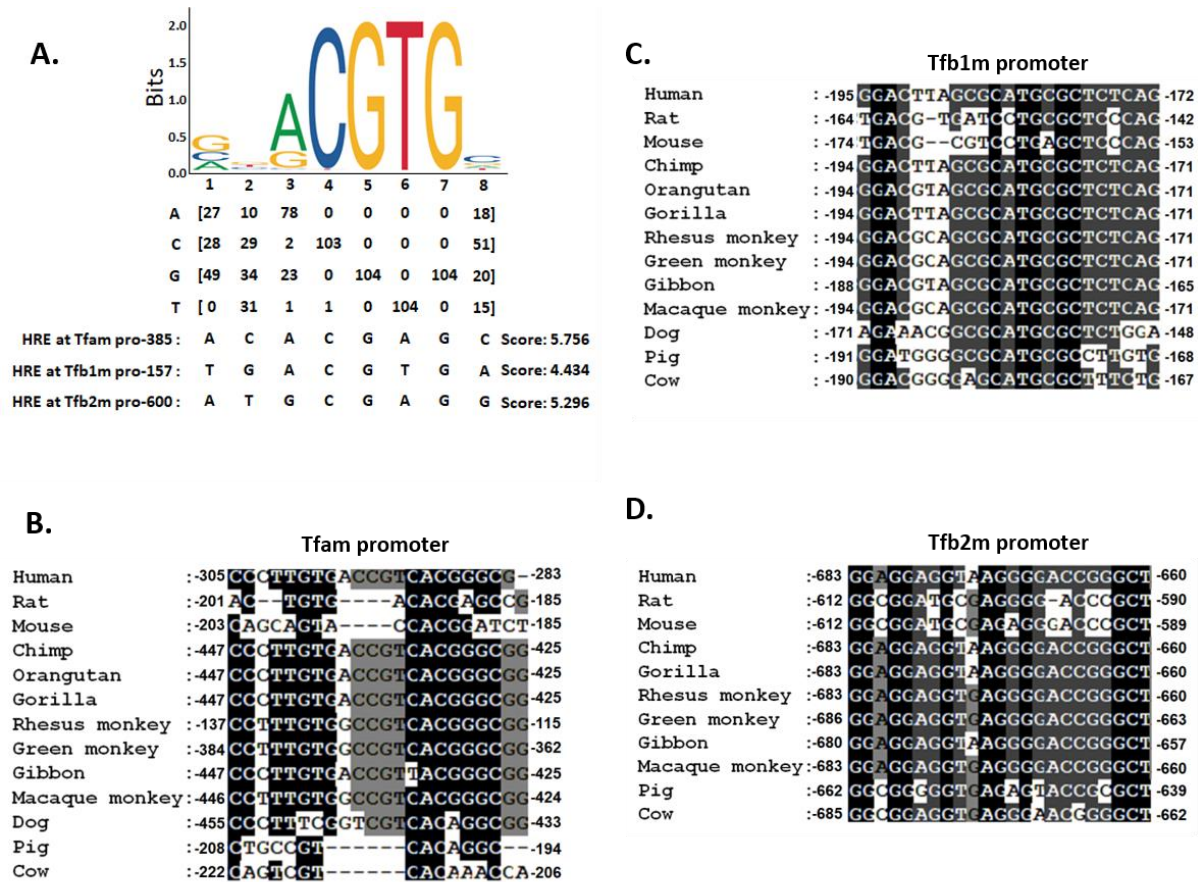 A.
Bits
2.0
1.5
1.0
0.5
0.0
1 2 3 4 5 6 7 8
A [27 10 78 0 0 0 0 18]
C [28 29 2 103 0 0 0 51]
G [49 34 23 0 104 0 104 20]
T [ 0 31 1 1 0 104 0 15]
HRE at Tfam pro-385 : A C A C G A G C Score: 5.756
HRE at Tfb1m pro-157 : T G A C G T G A Score: 4.434
HRE at Tfb2m pro-600 : A T G C G A G G Score: 5.296
B.
Tfam promoter
Human :-305 CCCTTGTGACCGTCACGGGCG- -283
Rat :-201 AC--TGTG----ACACGAGCCG -185
Mouse :-203 CAGCAGTA----CCACGGATCT -185
Chimp :-447 CCCTTGTGACCGTCACGGGCGG -425
Orangutan :-447 CCCTTGTGACCGTCACGGGCGG -425
Gorilla :-447 CCCTTGTGACCGTCACGGGCGG -425
Rhesus monkey :-137 CCTTTGTGGCCGTCACGGGCGG -115
Green monkey :-384 CCTTTGTGGCCGTCACGGGCGG -362
Gibbon :-447 CCCTTGTGACCGTTACGGGCGG -425
Macaque monkey :-446 CCTTTGTGGCCGTCACGGGCGG -424
Dog :-455 CCCTTTCGGTCGTCACAGGCGG -433
Pig :-208 CTGCCGT------CACAGGC-- -194
Cow :-222 CAGTCGT------CACAAACCA -206
C.
Tfb1m promoter
Human : -195 GGACTTAGCGCATGCGCTCTCAG -172
Rat : -164 TGACG-TGATCCTGCGCTCCCAG -142
Mouse : -174 TGACG--CGTCCTGAGCTCCCAG -153
Chimp : -194 GGACTTAGCGCATGCGCTCTCAG -171
Orangutan : -194 GGACGTAGCGCATGCGCTCTCAG -171
Gorilla : -194 GGACTTAGCGCATGCGCTCTCAG -171
Rhesus monkey : -194 GGACGCAGCGCATGCGCTCTCAG -171
Green monkey : -194 GGACGCAGCGCATGCGCTCTCAG -171
Gibbon : -188 GGACGTAGCGCATGCGCTCTCAG -165
Macaque monkey : -194 GGACGCAGCGCATGCGCTCTCAG -171
Dog : -171 AGAAACGGCGCATGCGCTCTGGA -148
Pig : -191 GGATGGGGCGCATGCGCCTTGTG -168
Cow : -190 GGACGGGGAGCATGCGCTTTCTG -167
D.
Tfb2m promoter
Human :-683 GGAGGAGGTAAGGGGACCGGGCT -660
Rat :-612 GGCGGATGCGAGGGG-ACCCGCT -590
Mouse :-612 GGCGGATGCGAGAGGGACCCGCT -589
Chimp :-683 GGAGGAGGTAAGGGGACCGGGCT -660
Gorilla :-683 GGAGGAGGTAAGGGGACCGGGCT -660
Rhesus monkey :-683 GGAGGAGGTGAGGGGACCGGGCT -660
Green monkey :-686 GGAGGAGGTGAGGGGACCGGGCT -663
Gibbon :-680 GGAGGAGGTAAGGGGACCGGGCT -657
Macaque monkey :-683 GGAGGAGGTGAGGGGACCGGGCT -660
Pig :-662 GGCGGGGGTGAGAGTACCGCGCT -639
Cow :-685 GGCGGAGGTGAGGGAACGGGGCT -662